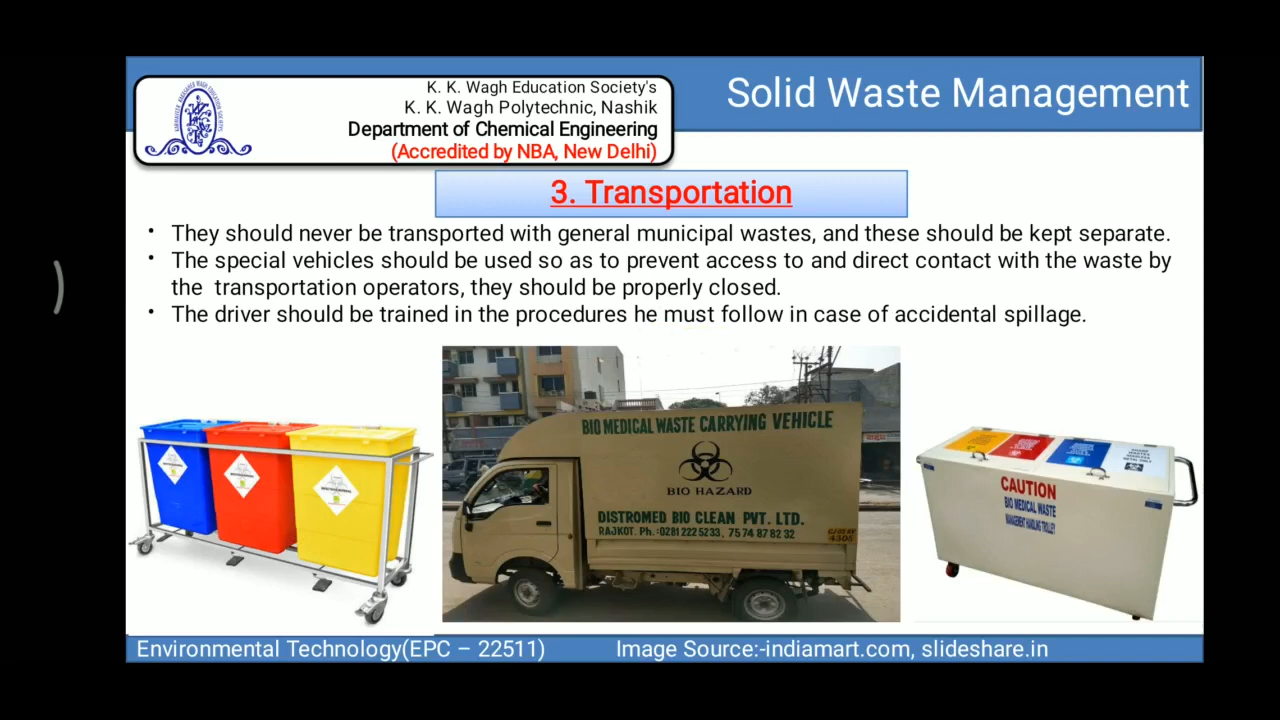 K. K. Wagh Education Society's
K. K. Wagh Polytechnic, Nashik
Department of Chemical Engineering
(Accredited by NBA, New Delhi)
Solid Waste Management
3. Transportation
• They should never be transported with general municipal wastes, and these should be kept separate.
• The special vehicles should be used so as to prevent access to and direct contact with the waste by
the transportation operators, they should be properly closed.
• The driver should be trained in the procedures he must follow in case of accidental spillage.
BIO MEDICAL WASTE CARRYING VEHICLE
BIO HAZARD
DISTROMED BIO CLEAN PVT. LTD.
RAJKOT. Ph.:0281 222 5233, 75 74 87 82 32
4305
CAUTION
BIO MEDICAL WASTE
MANAGEMENT HANDLING TROLLEY
Environmental Technology(EPC – 22511)
Image Source:-indiamart.com, slideshare.in